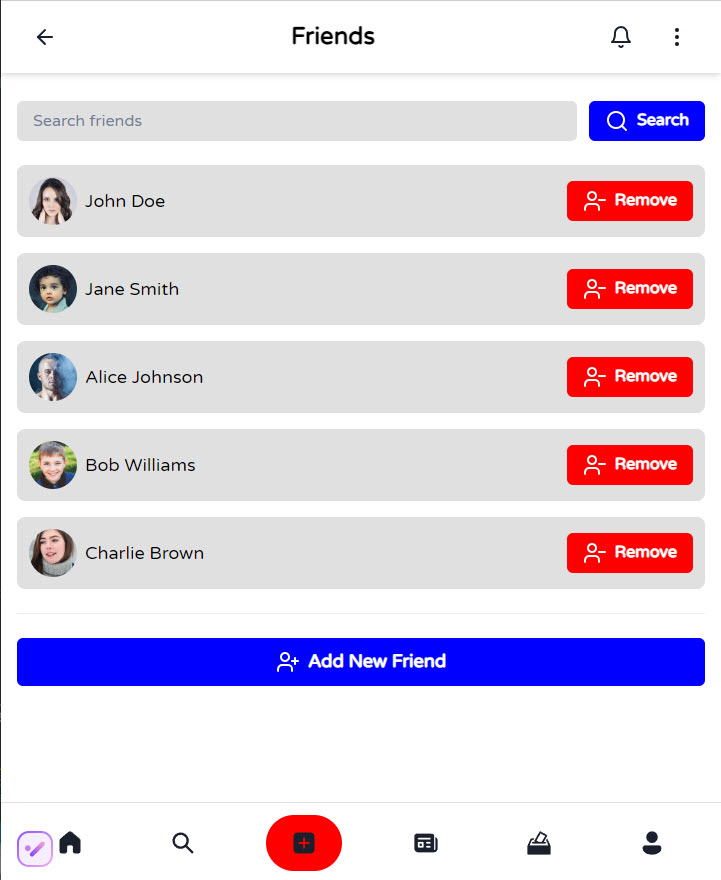 Friends
Search friends
Search
John Doe
Remove
Jane Smith
Remove
Alice Johnson
Remove
Bob Williams
Remove
Charlie Brown
Remove
Add New Friend